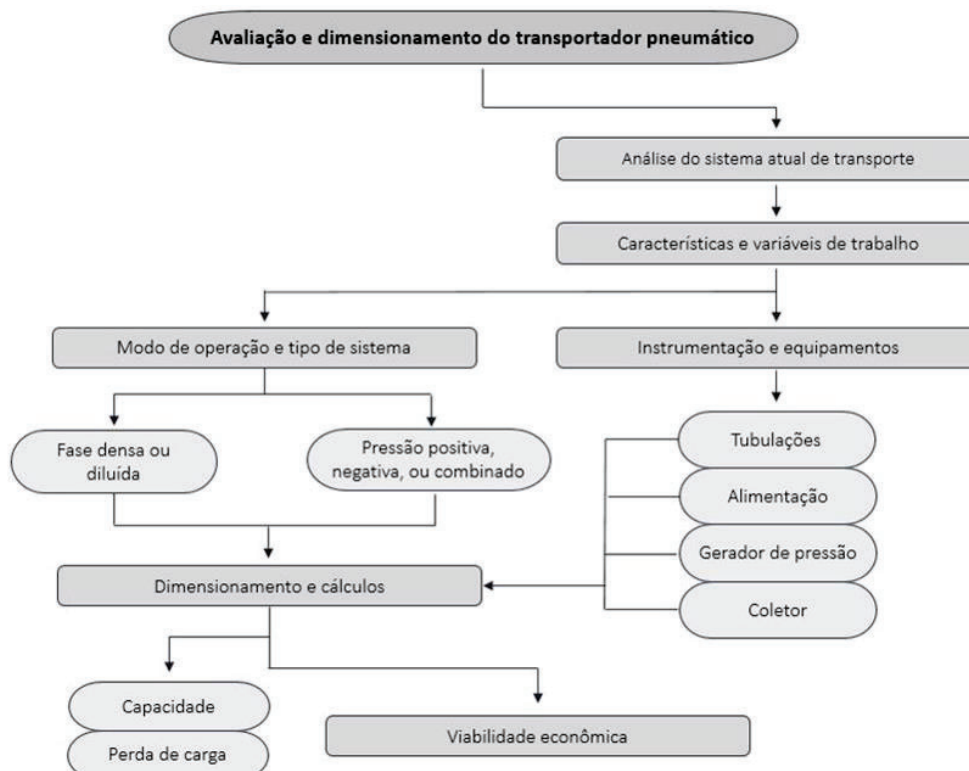 Avaliação e dimensionamento do transportador pneumático
Análise do sistema atual de transporte
Características e variáveis de trabalho
Modo de operação e tipo de sistema
Instrumentação e equipamentos
Fase densa ou
diluída
Pressão positiva,
negativa, ou combinado
Tubulações
Alimentação
Gerador de pressão
Coletor
Dimensionamento e cálculos
Capacidade
Perda de carga
Viabilidade econômica